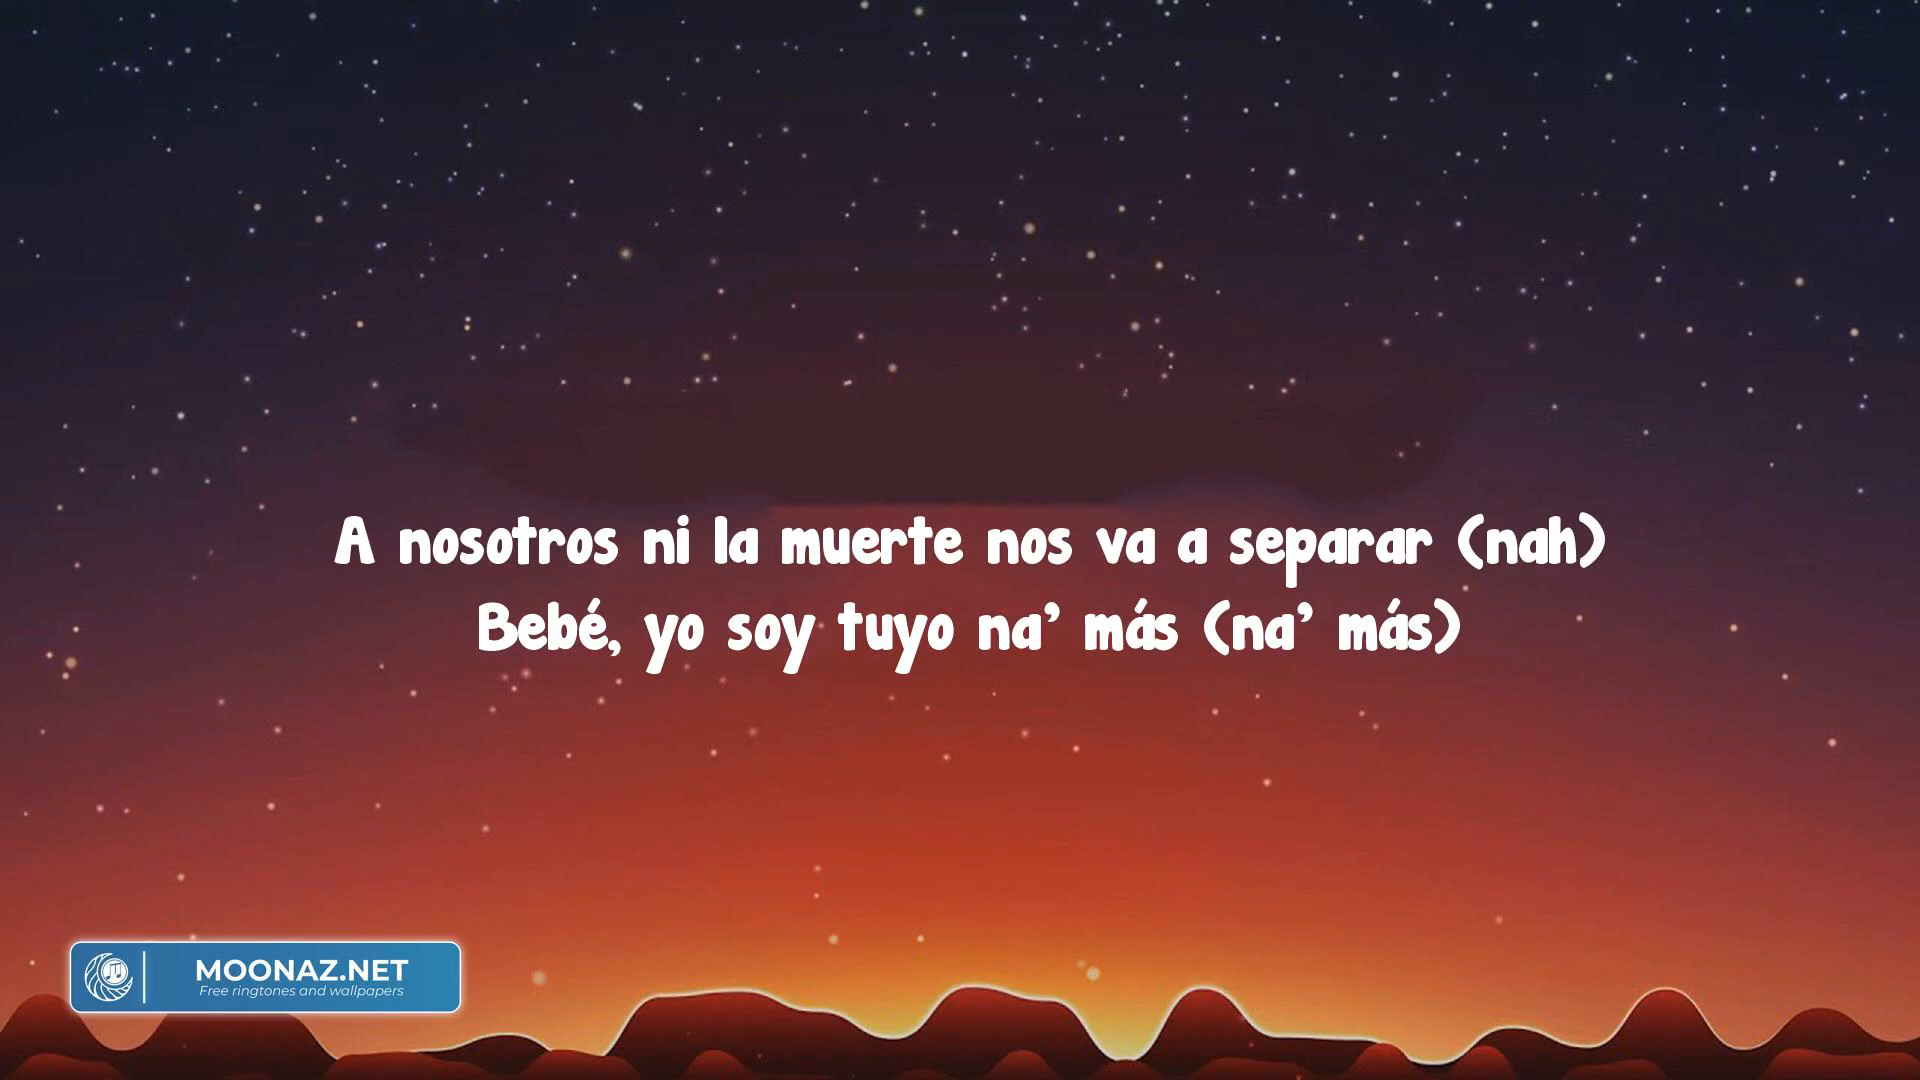 A nosotros ni la muerte nos va a separar (nah)
Bebé, yo soy tuyo na' más (na' más)
MOONAZ.NET
Free ringtones and wallpapers